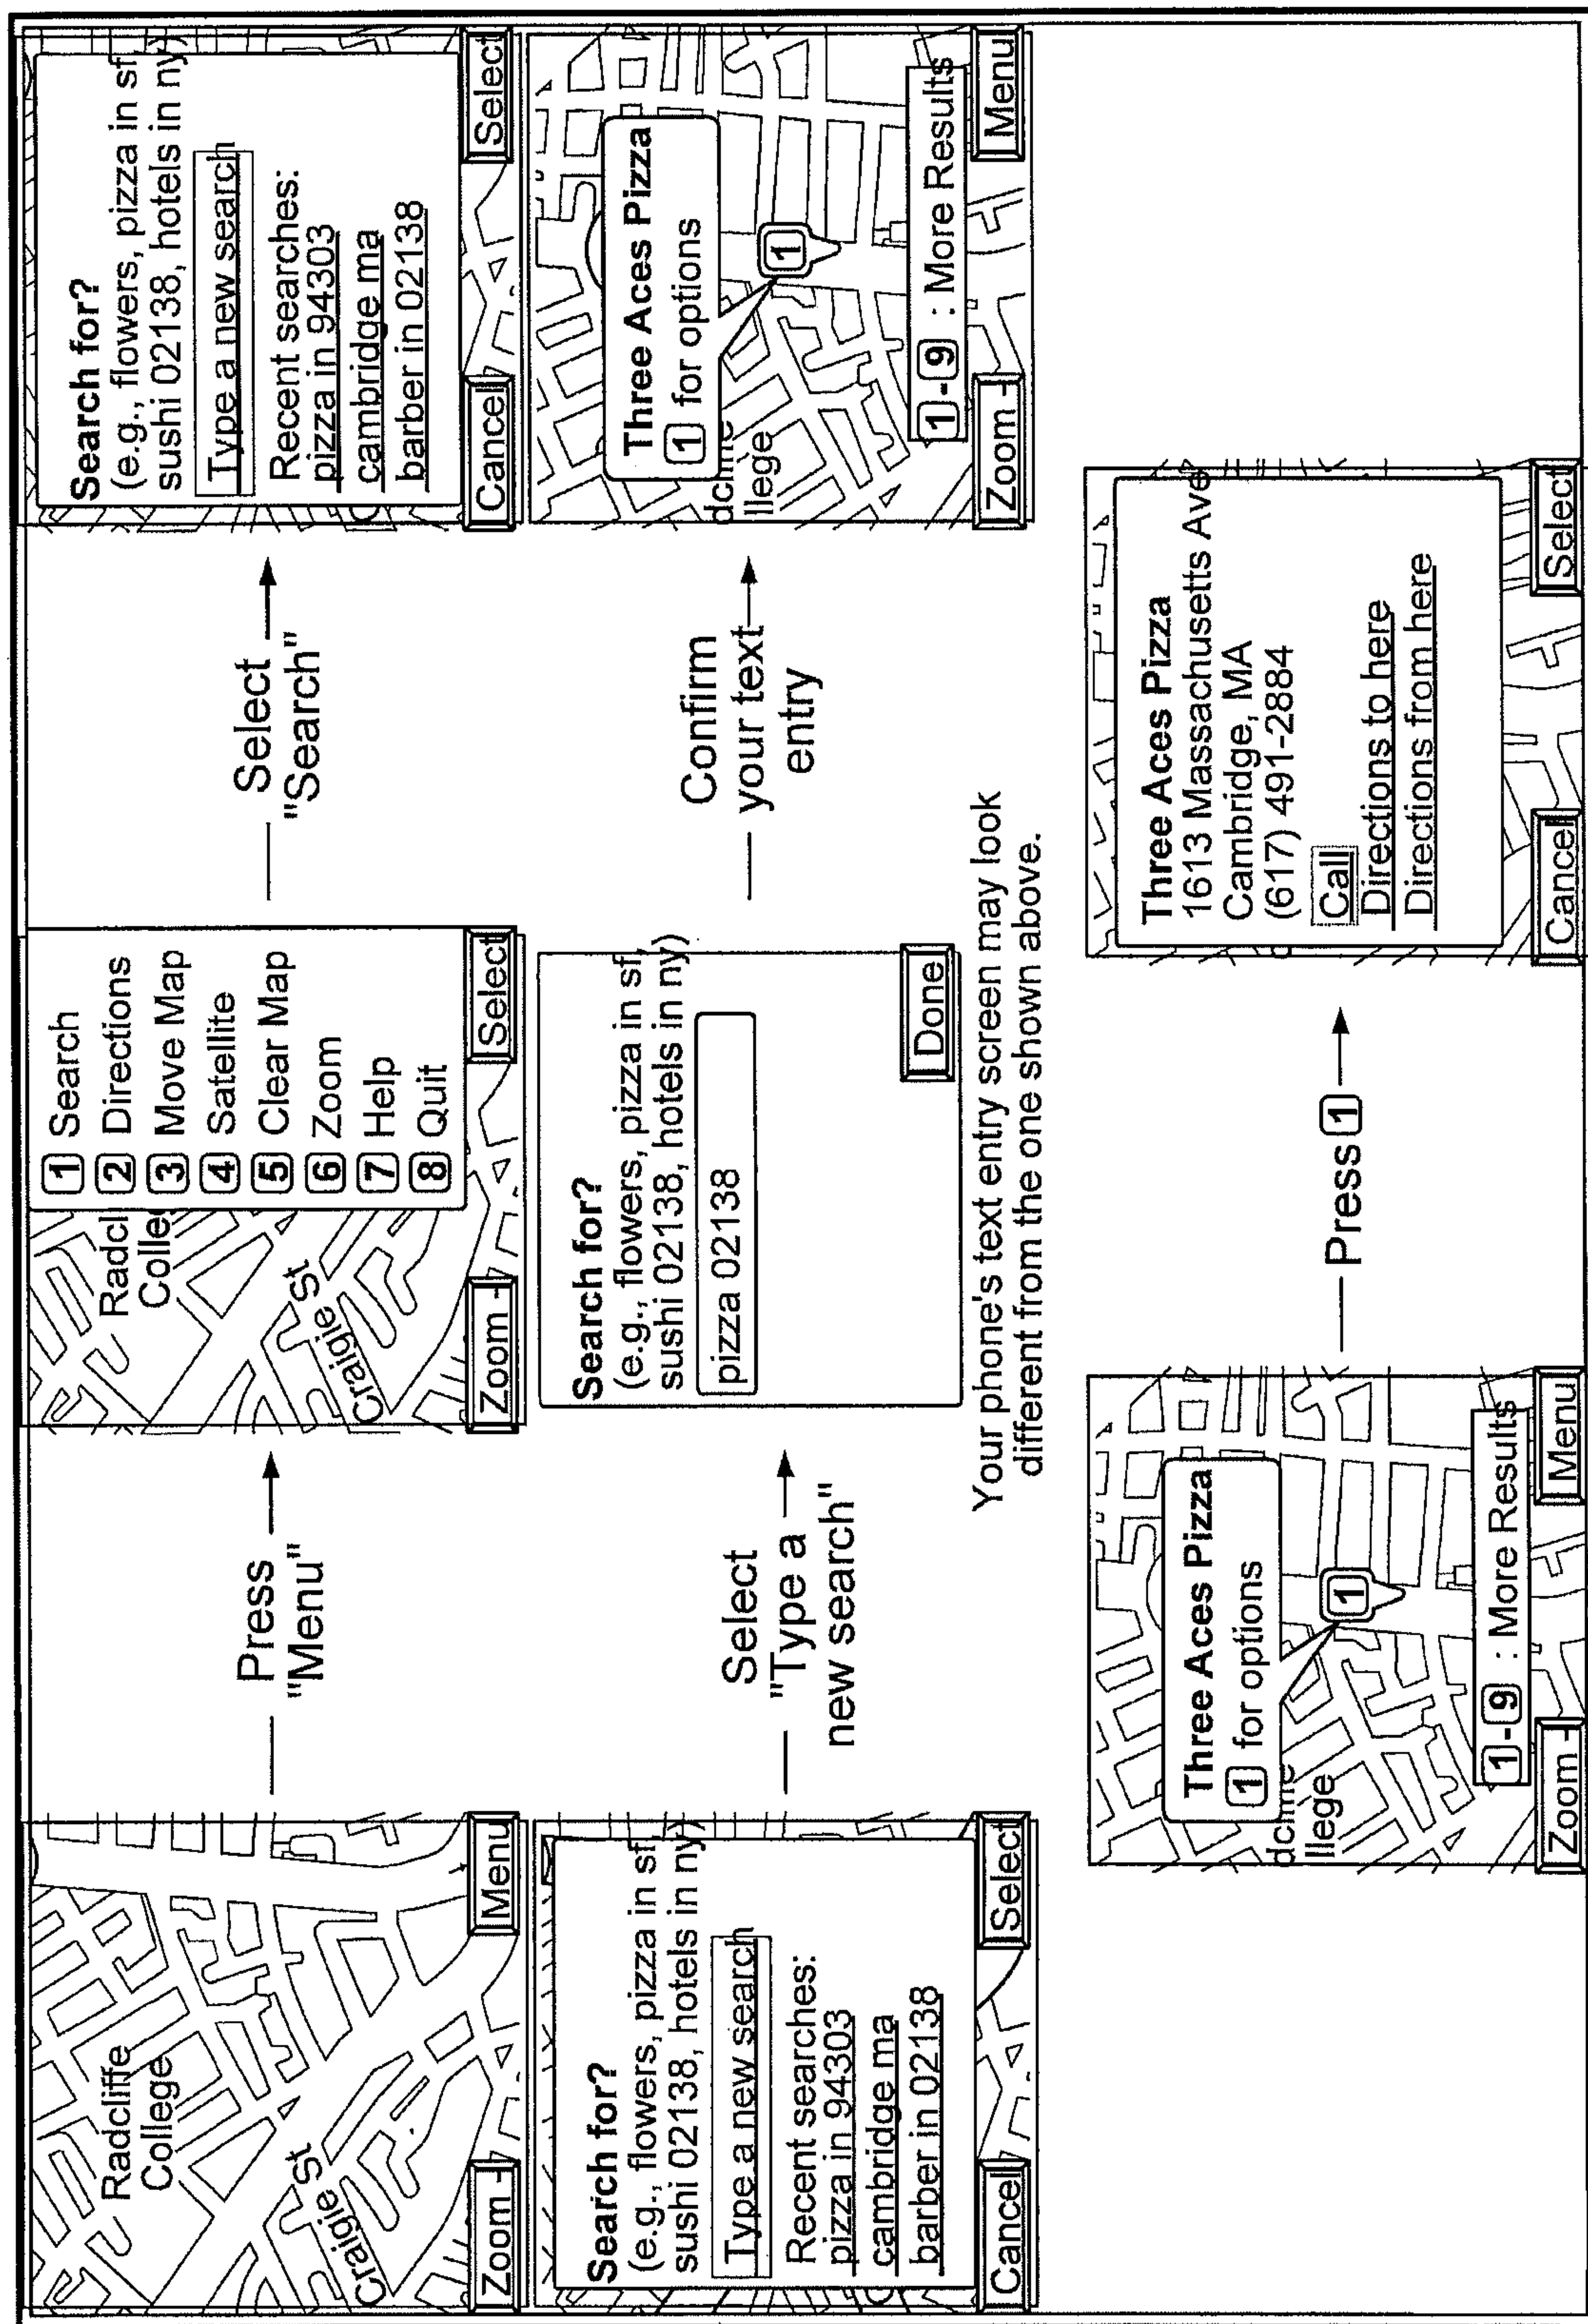 Radcliffe
College
Craigie St
Zoom -
Menu
Press
"Menu"
Radcl
Colle
Craigie St
1 Search
2 Directions
3 Move Map
4 Satellite
5 Clear Map
6 Zoom
7 Help
8 Quit
Zoom -
Select
Select
"Search"
Search for?
(e.g., flowers, pizza in sf,
sushi 02138, hotels in ny)
Type a new search
Recent searches:
pizza in 94303
cambridge ma
barber in 02138
Cancel
Select
Search for?
(e.g., flowers, pizza in sf,
sushi 02138, hotels in ny)
Type a new search
Recent searches:
pizza in 94303
cambridge ma
barber in 02138
Cancel
Select
Select
"Type a
new search"
Search for?
(e.g., flowers, pizza in sf,
sushi 02138, hotels in ny)
pizza 02138
Done
Your phone's text entry screen may look
different from the one shown above.
Confirm
your text
entry
Three Aces Pizza
1 for options
llege
1
1-9 : More Results
Zoom -
Menu
Three Aces Pizza
1 for options
llege
1
1-9 : More Results
Zoom -
Menu
Press 1
Three Aces Pizza
1613 Massachusetts Ave
Cambridge, MA
(617) 491-2884
Call
Directions to here
Directions from here
Cancel
Select